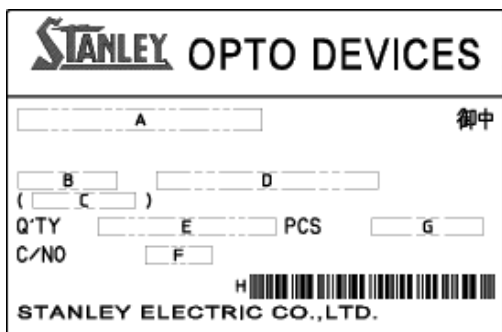 STANLEY OPTO DEVICES
A 御中
B D
( C )
Q'TY E PCS G
C/NO F
H
STANLEY ELECTRIC CO.,LTD.